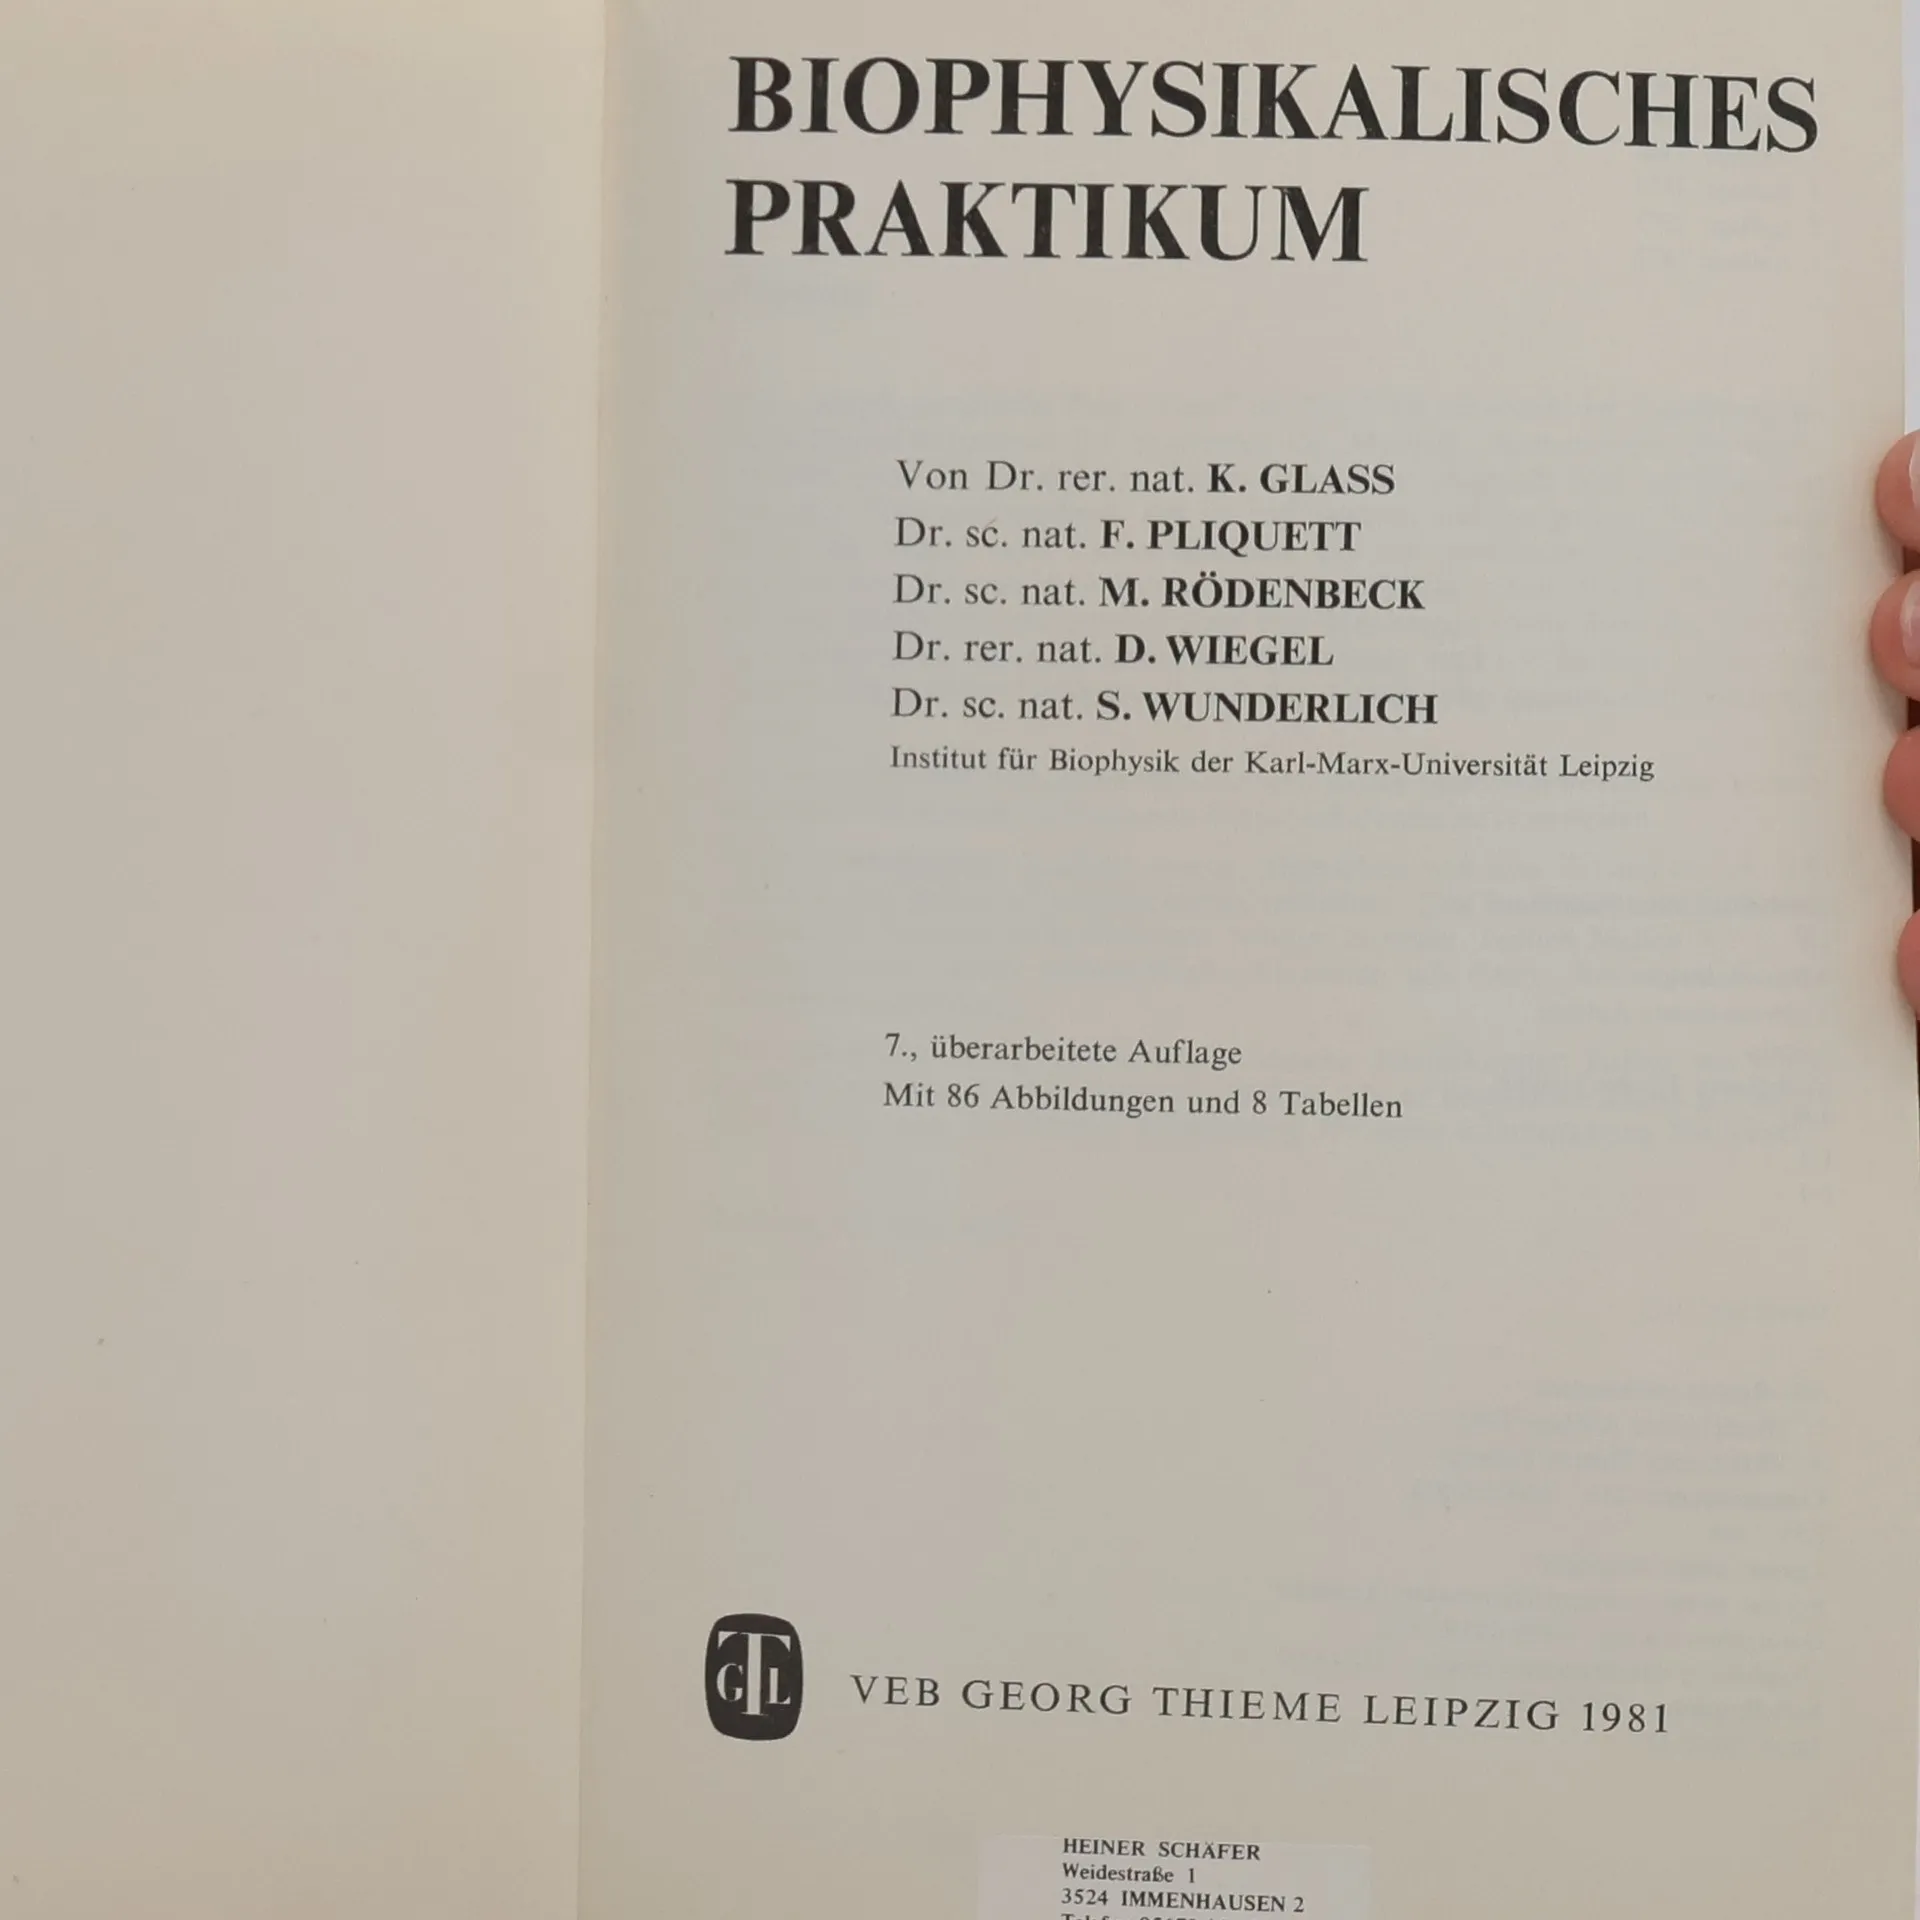 BIOPHYSIKALISCHES
PRAKTIKUM
Von Dr. rer. nat. K. GLASS
Dr. sc. nat. F. PLIQUETT
Dr. sc. nat. M. RÖDENBECK
Dr. rer. nat. D. WIEGEL
Dr. sc. nat. S. WUNDERLICH
Institut für Biophysik der Karl-Marx-Universität Leipzig
7., überarbeitete Auflage
Mit 86 Abbildungen und 8 Tabellen
GTL
VEB GEORG THIEME LEIPZIG 1981
HEINER SCHÄFER
Weidestraße 1
3524 IMMENHAUSEN 2